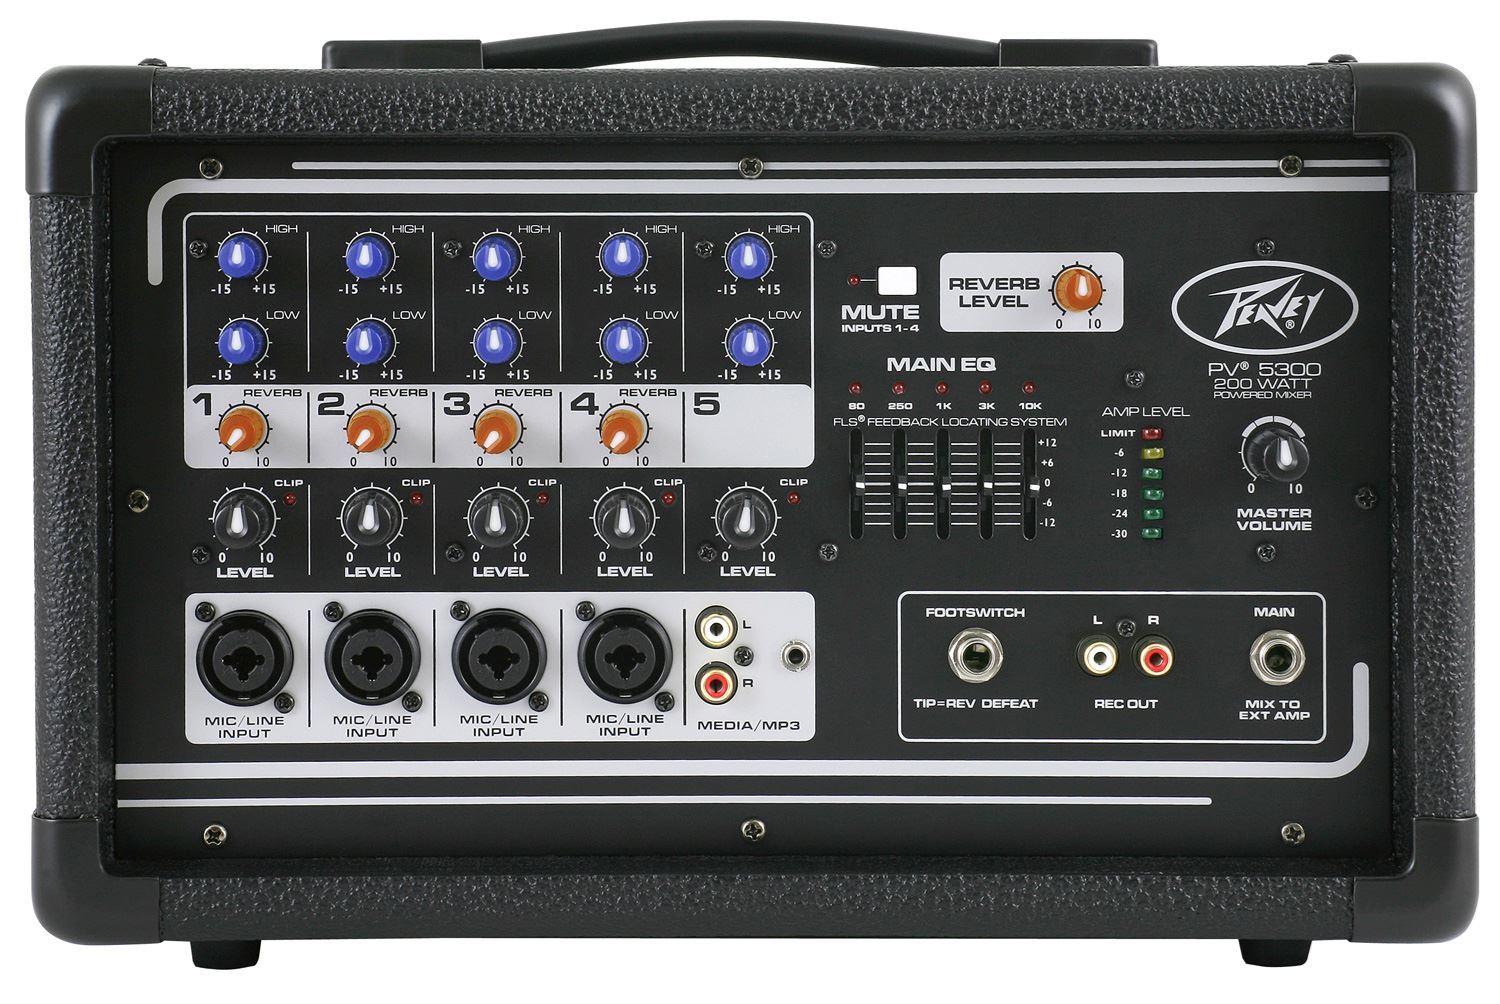 HIGH HIGH HIGH HIGH HIGH
-15 +15 -15 +15 -15 +15 -15 +15 -15 +15
LOW LOW LOW LOW LOW
-15 +15 -15 +15 -15 +15 -15 +15 -15 +15
1 REVERB 2 REVERB 3 REVERB 4 REVERB 5
0 10 0 10 0 10 0 10
CLIP CLIP CLIP CLIP CLIP
0 10 0 10 0 10 0 10 0 10
LEVEL LEVEL LEVEL LEVEL LEVEL
MIC/LINE INPUT
MIC/LINE INPUT
MIC/LINE INPUT
MIC/LINE INPUT
L
R
MEDIA/MP3
MUTE
INPUTS 1-4
REVERB
LEVEL
0 10
MAIN EQ
80 250 1K 3K 10K
FLS® FEEDBACK LOCATING SYSTEM
+12
+6
0
-6
-12
AMP LEVEL
LIMIT
-6
-12
-18
-24
-30
PEAVEY®
PV® 5300
200 WATT
POWERED MIXER
0 10
MASTER
VOLUME
FOOTSWITCH
TIP=REV DEFEAT
L R
REC OUT
MAIN
MIX TO
EXT AMP